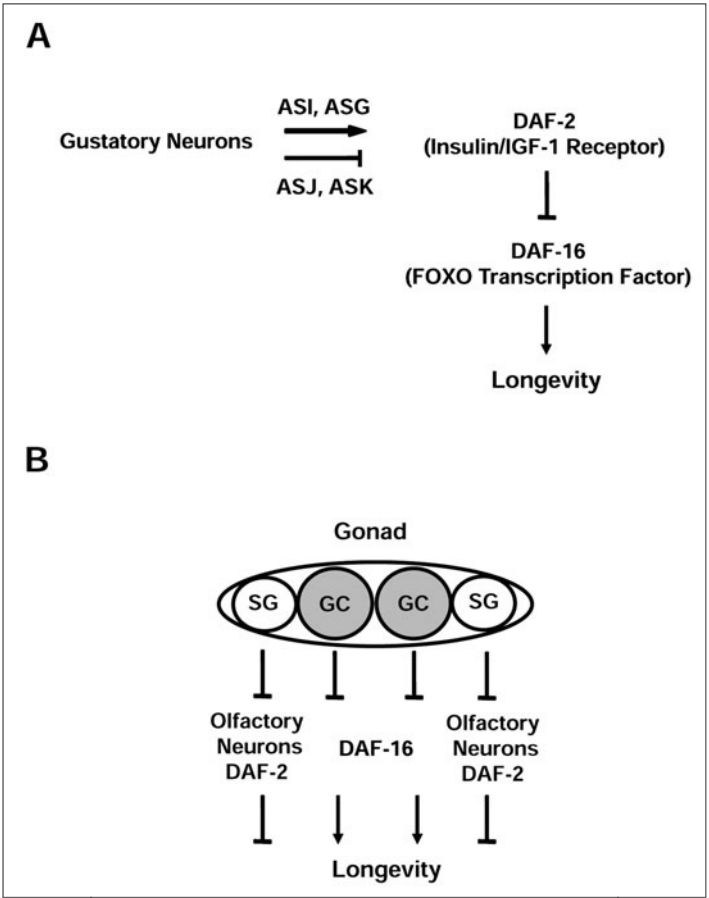 A
ASI, ASG
Gustatory Neurons
ASJ, ASK
DAF-2
(Insulin/IGF-1 Receptor)
DAF-16
(FOXO Transcription Factor)
Longevity
B
Gonad
SG GC GC SG
Olfactory
Neurons
DAF-2
DAF-16
Olfactory
Neurons
DAF-2
Longevity